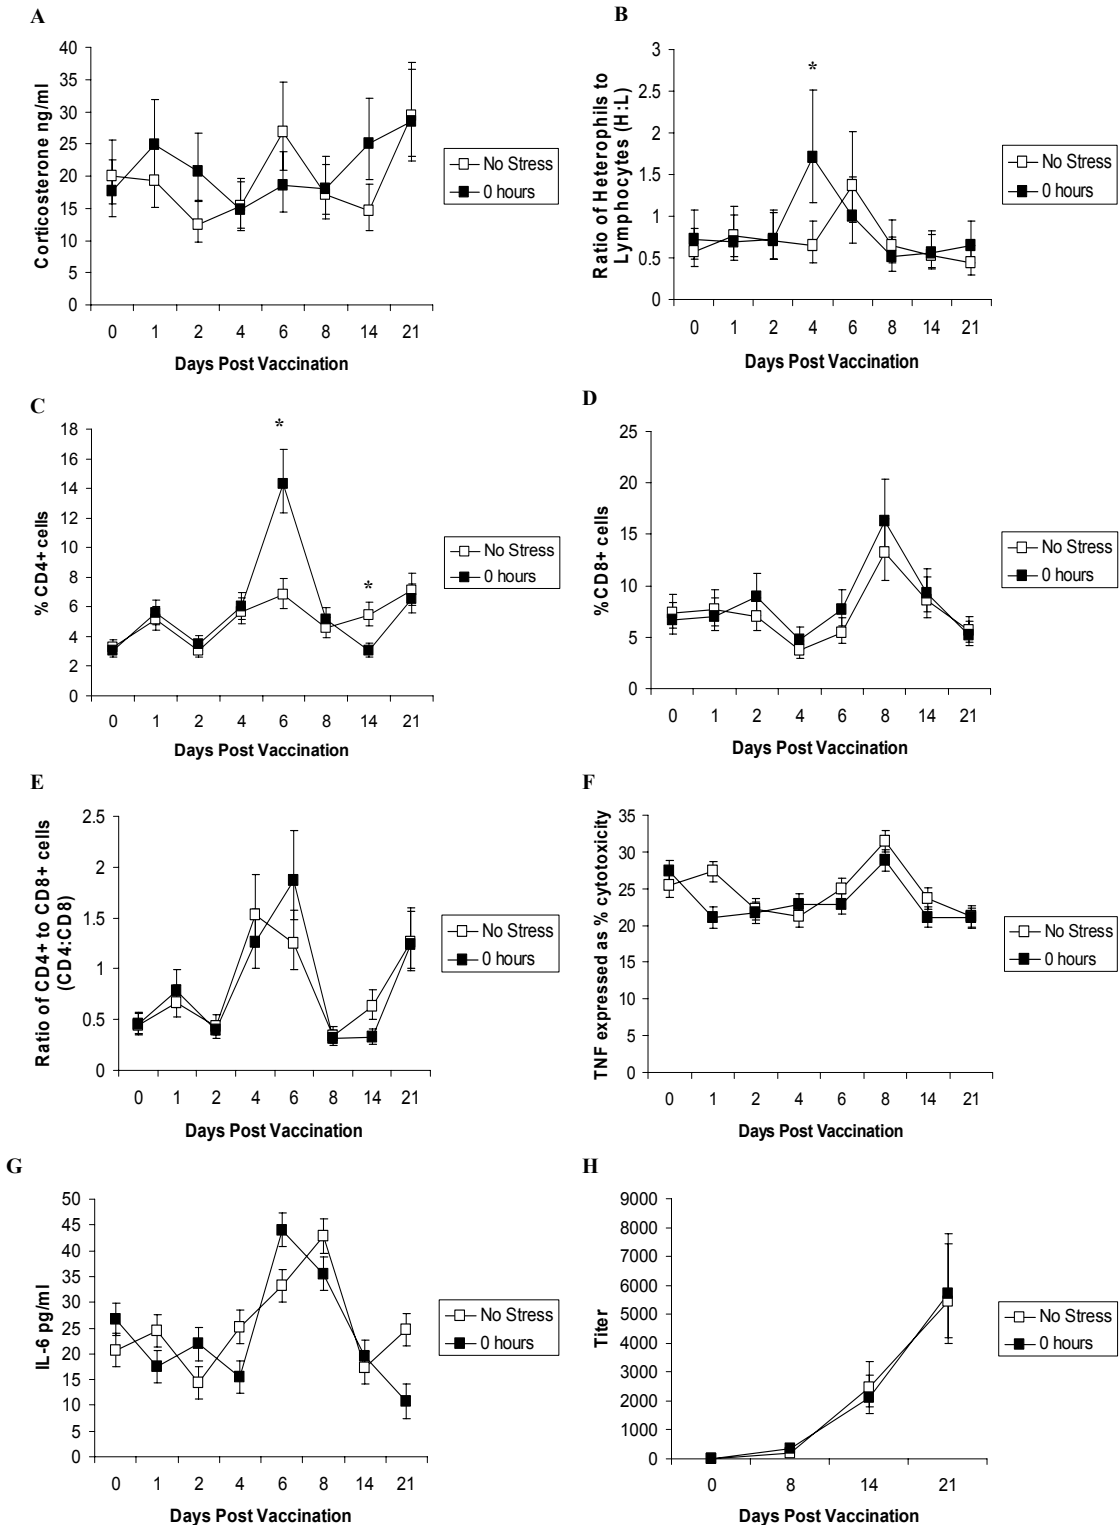 A
40
35
30
25
20
15
10
5
0
Corticosterone ng/ml
0 1 2 4 6 8 14 21
Days Post Vaccination
No Stress
0 hours
B
3
2.5
2
1.5
1
0.5
0
Ratio of Heterophils to
Lymphocytes (H:L)
*
0 1 2 4 6 8 14 21
Days Post Vaccination
No Stress
0 hours
C
18
16
14
12
10
8
6
4
2
0
%CD4+ cells
*
*
0 1 2 4 6 8 14 21
Days Post Vaccination
No Stress
0 hours
D
25
20
15
10
5
0
%CD8+ cells
0 1 2 4 6 8 14 21
Days Post Vaccination
No Stress
0 hours
E
2.5
2
1.5
1
0.5
0
Ratio of CD4+ to CD8+ cells
(CD4:CD8)
0 1 2 4 6 8 14 21
Days Post Vaccination
No Stress
0 hours
F
35
30
25
20
15
10
5
0
TNF expressed as % cytotoxicity
0 1 2 4 6 8 14 21
Days Post Vaccination
No Stress
0 hours
G
50
45
40
35
30
25
20
15
10
5
0
IL-6 pg/ml
0 1 2 4 6 8 14 21
Days Post Vaccination
No Stress
0 hours
H
9000
8000
7000
6000
5000
4000
3000
2000
1000
0
Titer
0 8 14 21
Days Post Vaccination
No Stress
0 hours